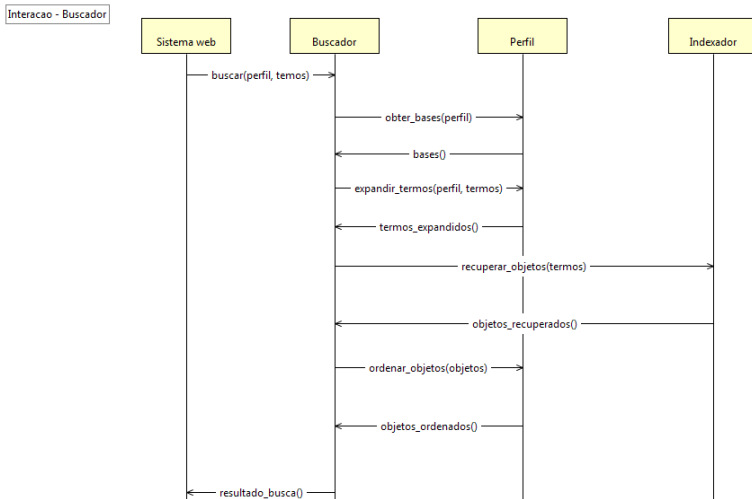 Interacao - Buscador
Sistema web
Buscador
Perfil
Indexador
buscar(perfil, temos)
obter_bases(perfil)
bases()
expandir_termos(perfil, termos)
termos_expandidos()
recuperar_objetos(termos)
objetos_recuperados()
ordenar_objetos(objetos)
objetos_ordenados()
resultado_busca()